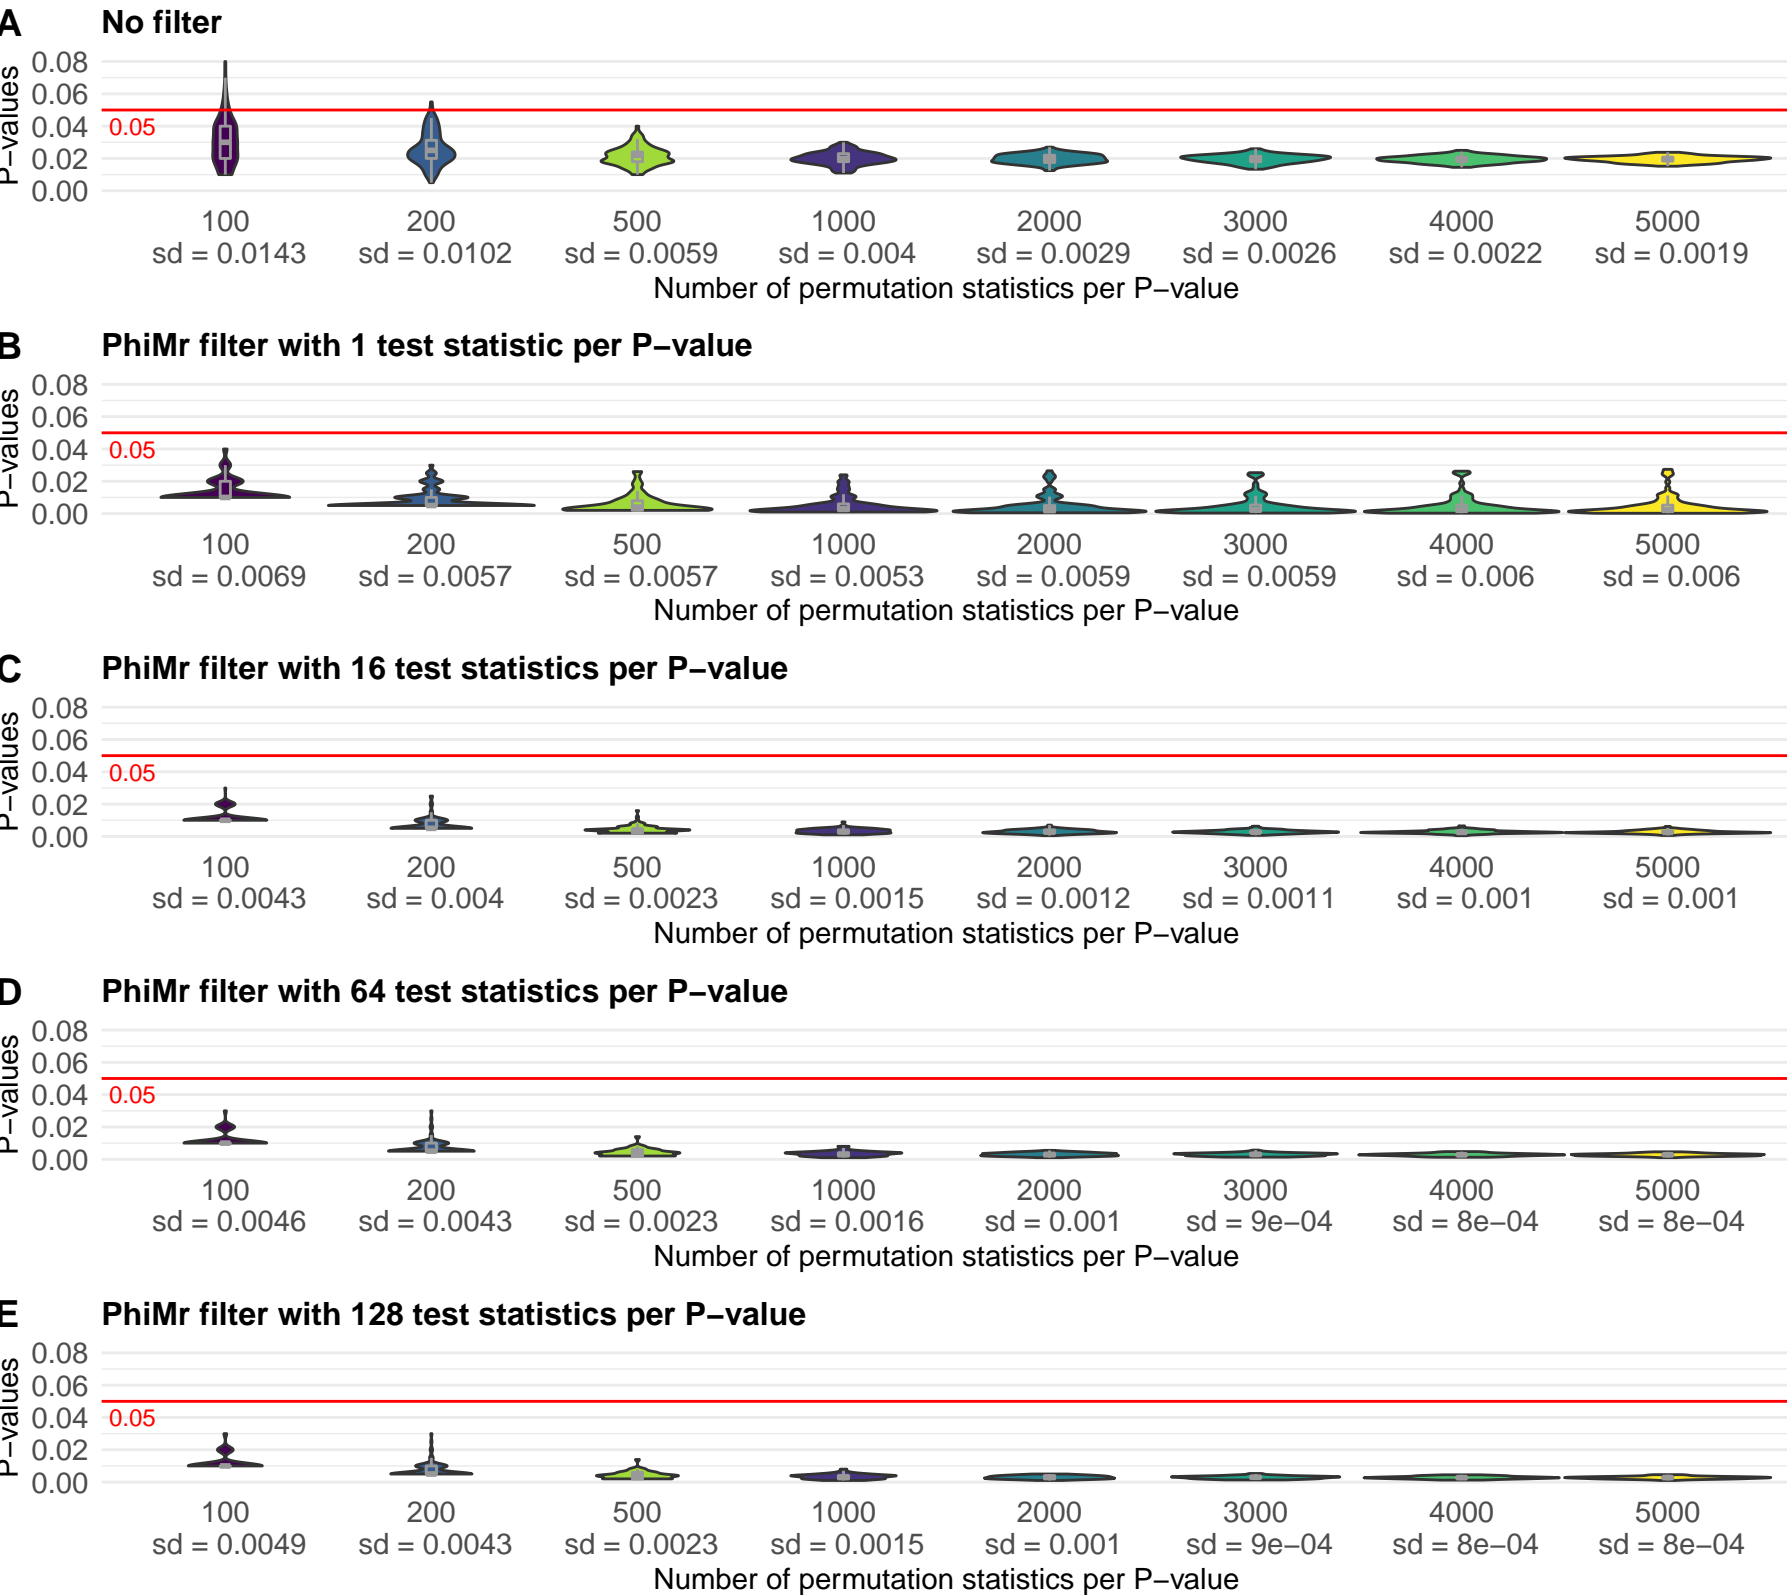 A No filter
P−values
0.08
0.06
0.04
0.02
0.00
0.05
100 200 500 1000 2000 3000 4000 5000
sd = 0.0143 sd = 0.0102 sd = 0.0059 sd = 0.004 sd = 0.0029 sd = 0.0026 sd = 0.0022 sd = 0.0019
Number of permutation statistics per P−value
B PhiMr filter with 1 test statistic per P−value
P−values
0.08
0.06
0.04
0.02
0.00
0.05
100 200 500 1000 2000 3000 4000 5000
sd = 0.0069 sd = 0.0057 sd = 0.0057 sd = 0.0053 sd = 0.0059 sd = 0.0059 sd = 0.006 sd = 0.006
Number of permutation statistics per P−value
C PhiMr filter with 16 test statistics per P−value
P−values
0.08
0.06
0.04
0.02
0.00
0.05
100 200 500 1000 2000 3000 4000 5000
sd = 0.0043 sd = 0.004 sd = 0.0023 sd = 0.0015 sd = 0.0012 sd = 0.0011 sd = 0.001 sd = 0.001
Number of permutation statistics per P−value
D PhiMr filter with 64 test statistics per P−value
P−values
0.08
0.06
0.04
0.02
0.00
0.05
100 200 500 1000 2000 3000 4000 5000
sd = 0.0046 sd = 0.0043 sd = 0.0023 sd = 0.0016 sd = 0.001 sd = 9e−04 sd = 8e−04 sd = 8e−04
Number of permutation statistics per P−value
E PhiMr filter with 128 test statistics per P−value
P−values
0.08
0.06
0.04
0.02
0.00
0.05
100 200 500 1000 2000 3000 4000 5000
sd = 0.0049 sd = 0.0043 sd = 0.0023 sd = 0.0015 sd = 0.001 sd = 9e−04 sd = 8e−04 sd = 8e−04
Number of permutation statistics per P−value